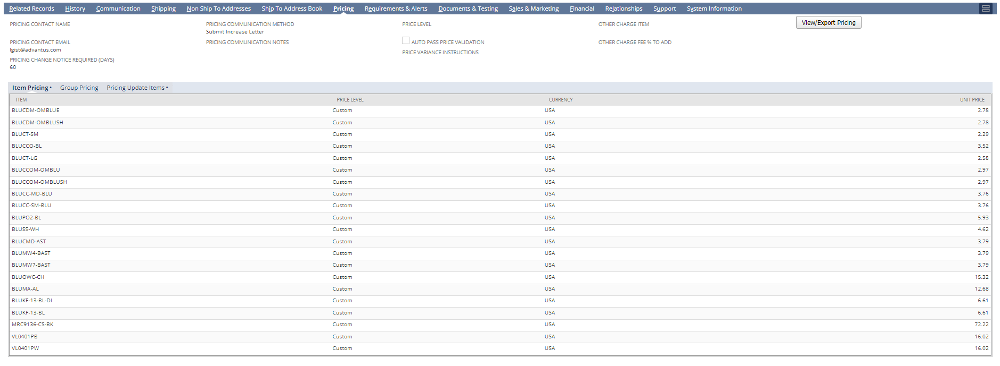 Related Records History Communication Shipping Non Ship To Addresses Ship To Address Book Pricing Requirements & Alerts Documents & Testing Sales & Marketing Financial Relationships Support System Information
PRICING CONTACT NAME
PRICING CONTACT EMAIL
lgist@advantus.com
PRICING CHANGE NOTICE REQUIRED (DAYS)
60
PRICING COMMUNICATION METHOD
Submit Increase Letter
PRICING COMMUNICATION NOTES
PRICE LEVEL
AUTO PASS PRICE VALIDATION
PRICE VARIANCE INSTRUCTIONS
OTHER CHARGE ITEM
OTHER CHARGE FEE % TO ADD
View/Export Pricing
Item Pricing • Group Pricing Pricing Update Items •
ITEM PRICE LEVEL CURRENCY UNIT PRICE
BLUCDM-OMBLUE Custom USA 2.78
BLUCDM-OMBLUSH Custom USA 2.78
BLUCT-SM Custom USA 2.29
BLUCCO-BL Custom USA 3.52
BLUCT-LG Custom USA 2.58
BLUCCOM-OMBLU Custom USA 2.97
BLUCCOM-OMBLUSH Custom USA 2.97
BLUCC-MD-BLU Custom USA 3.76
BLUCC-SM-BLU Custom USA 3.76
BLUPO2-BL Custom USA 5.93
BLUSS-WH Custom USA 4.62
BLUCMD-AST Custom USA 3.79
BLUMW4-BAST Custom USA 3.79
BLUMW7-BAST Custom USA 3.79
BLUOWC-CH Custom USA 15.32
BLUMA-AL Custom USA 12.68
BLUKF-13-BL-DI Custom USA 6.61
BLUKF-13-BL Custom USA 6.61
MRC9136-CS-BK Custom USA 72.22
VL0401PB Custom USA 16.02
VL0401PW Custom USA 16.02